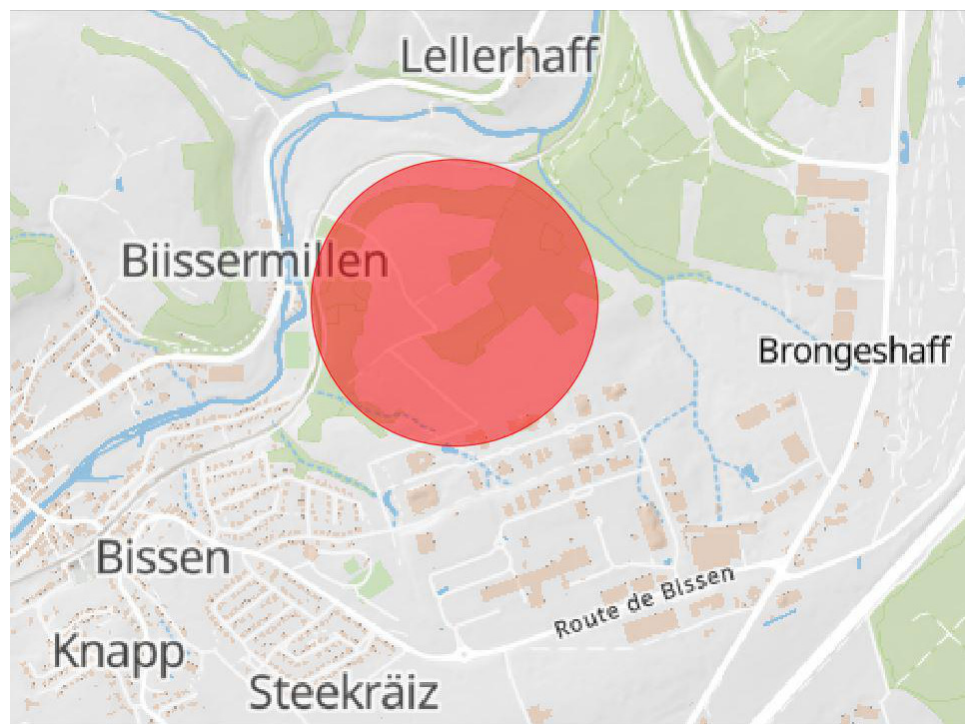 Lellerhaff
Biissermillen
Brongeshaff
Bissen
Route de Bissen
Knapp
Steekräiz